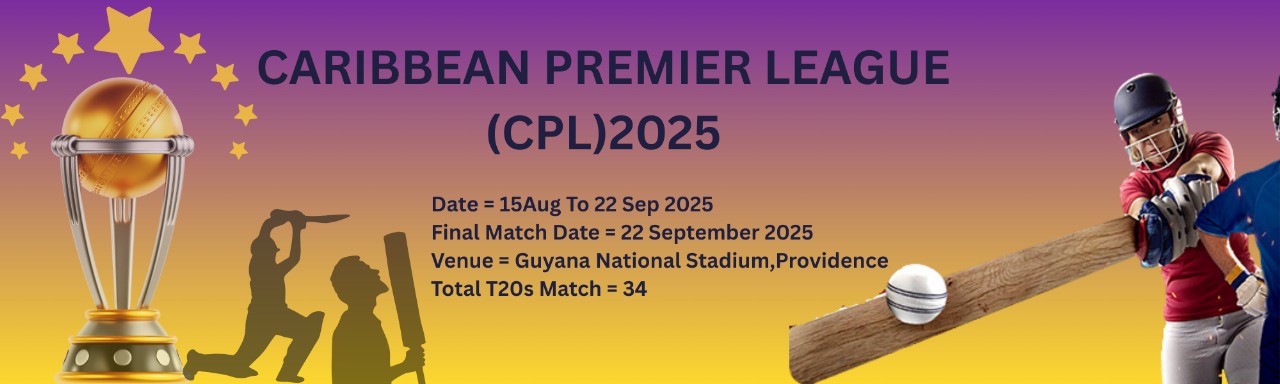 CARIBBEAN PREMIER LEAGUE
(CPL)2025
Date = 15Aug To 22 Sep 2025
Final Match Date = 22 September 2025
Venue = Guyana National Stadium,Providence
Total T20s Match = 34